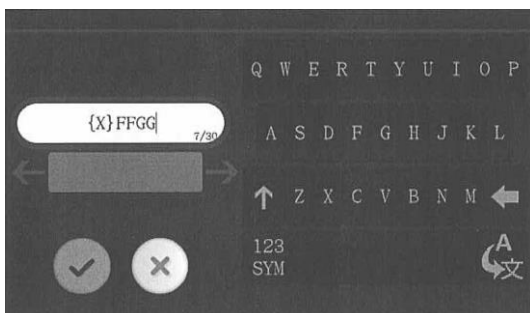 {X}FFGG
7/30
Q W E R T Y U I O P
A S D F G H J K L
Z X C V B N M
123
SYM
A
文